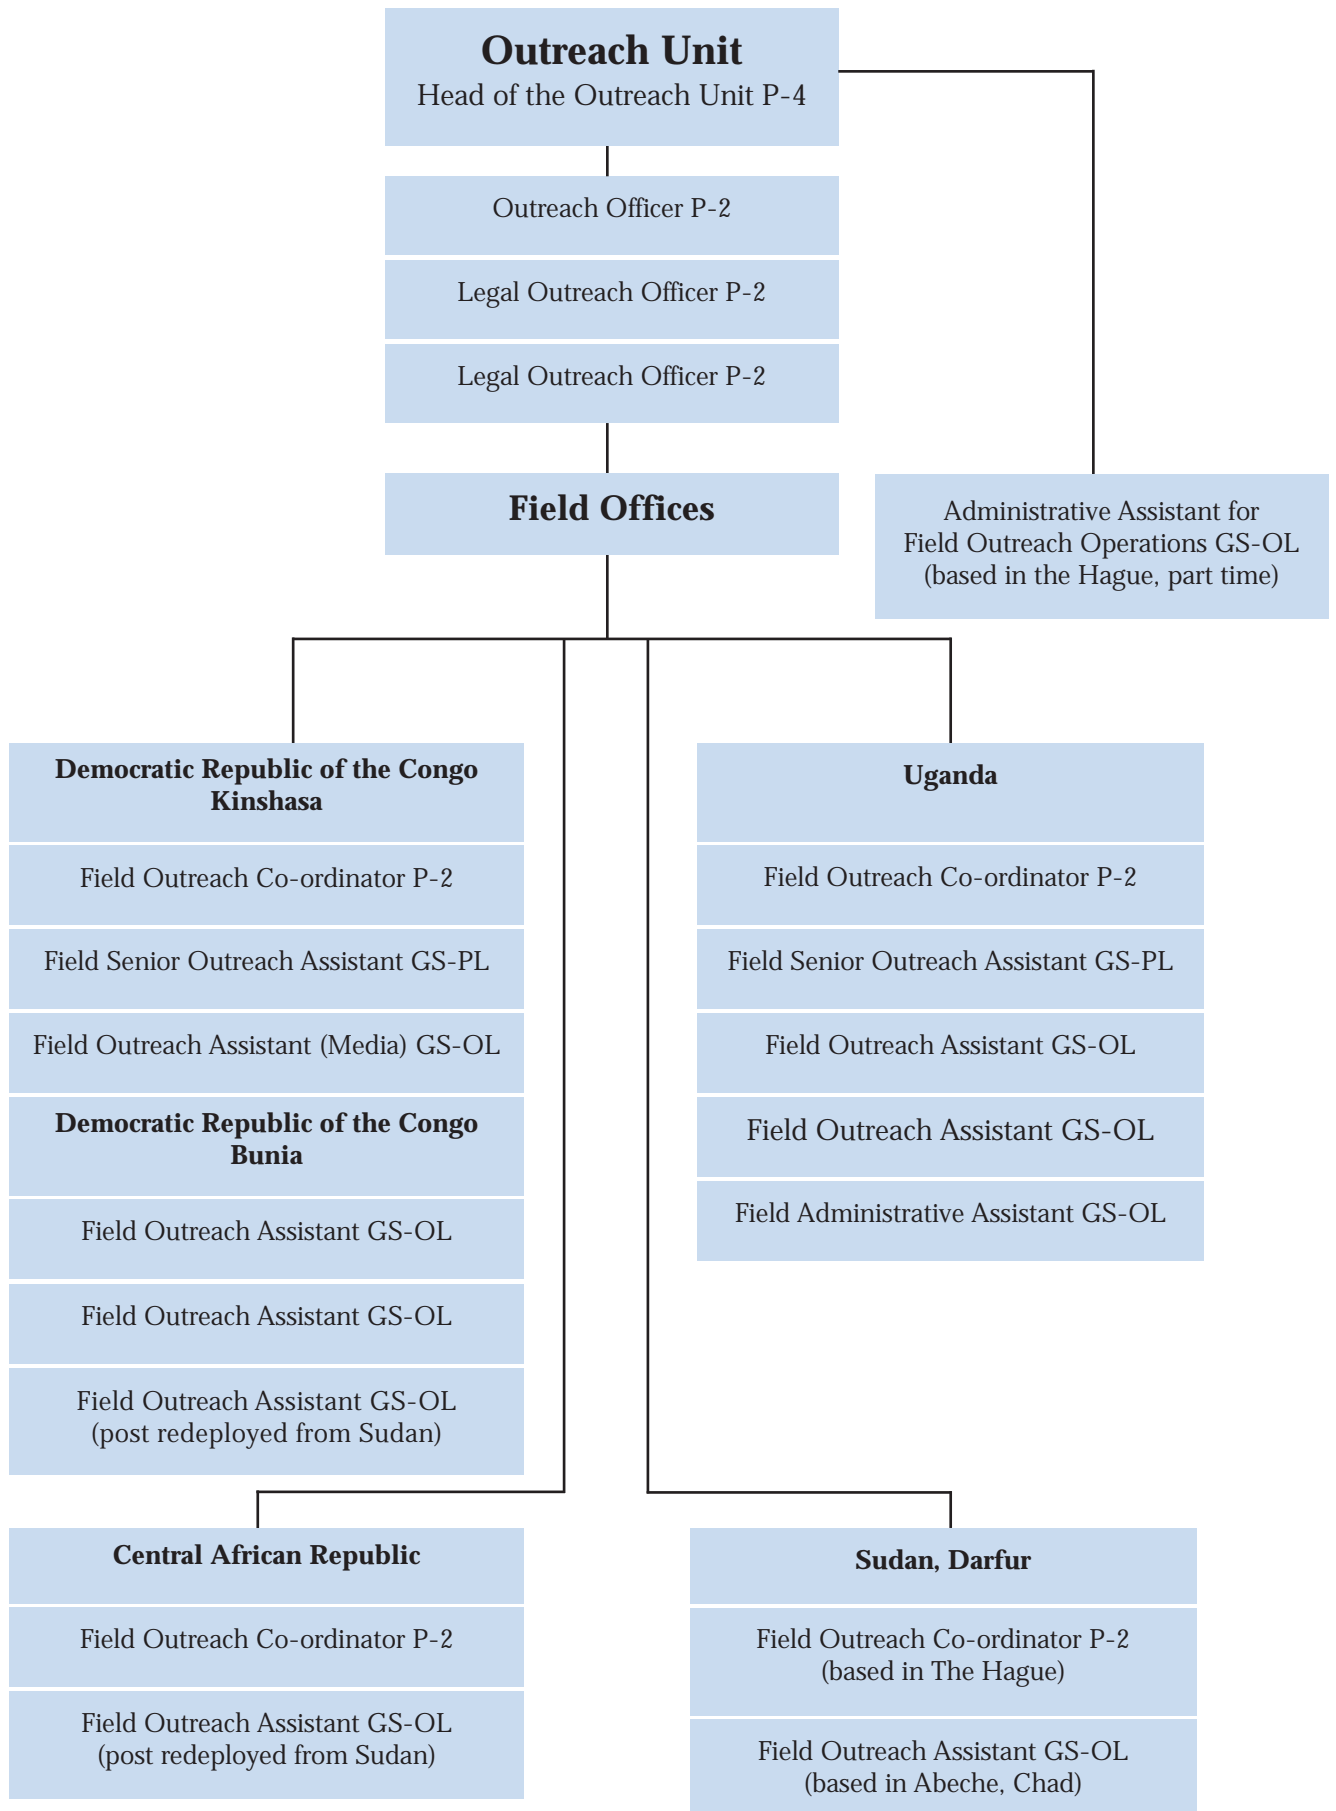 Outreach Unit
Head of the Outreach Unit P-4
Outreach Officer P-2
Legal Outreach Officer P-2
Legal Outreach Officer P-2
Field Offices
Administrative Assistant for
Field Outreach Operations GS-OL
(based in the Hague, part time)
Democratic Republic of the Congo
Kinshasa
Field Outreach Co-ordinator P-2
Field Senior Outreach Assistant GS-PL
Field Outreach Assistant (Media) GS-OL
Democratic Republic of the Congo
Bunia
Field Outreach Assistant GS-OL
Field Outreach Assistant GS-OL
Field Outreach Assistant GS-OL
(post redeployed from Sudan)
Uganda
Field Outreach Co-ordinator P-2
Field Senior Outreach Assistant GS-PL
Field Outreach Assistant GS-OL
Field Outreach Assistant GS-OL
Field Administrative Assistant GS-OL
Central African Republic
Field Outreach Co-ordinator P-2
Field Outreach Assistant GS-OL
(post redeployed from Sudan)
Sudan, Darfur
Field Outreach Co-ordinator P-2
(based in The Hague)
Field Outreach Assistant GS-OL
(based in Abeche, Chad)